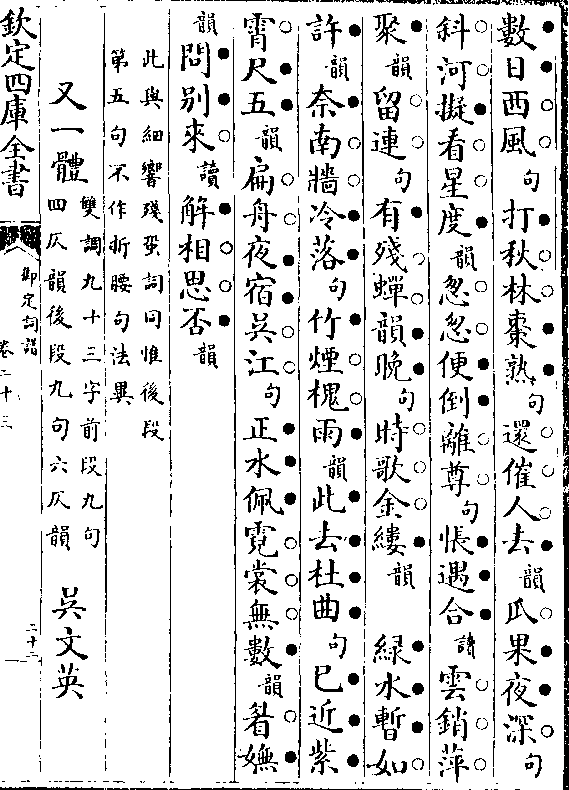 數日西風句打秋林棗熟句還催人去韻瓜果夜深句
斜河擬看星度韻怱怱便倒離尊句悵遇合讀雲銷萍
聚韻留連句有殘蟬韻晚句時歌金縷韻 緑水暫如
許韻奈南牆冷落句竹煙槐雨韻此去杜曲句已近紫
霄尺五韻扁舟夜宿吳江句正水佩霓裳無數韻眉嫵
韻問別來讀解相思否韻
此與細響殘蛩詞同惟後段
第五句不作折腰句法異
又一體
雙調九十三字前段九句
四仄韻後段九句六仄韻
吳文英
欽定四庫全書
御定詞譜
卷二十三
二十二